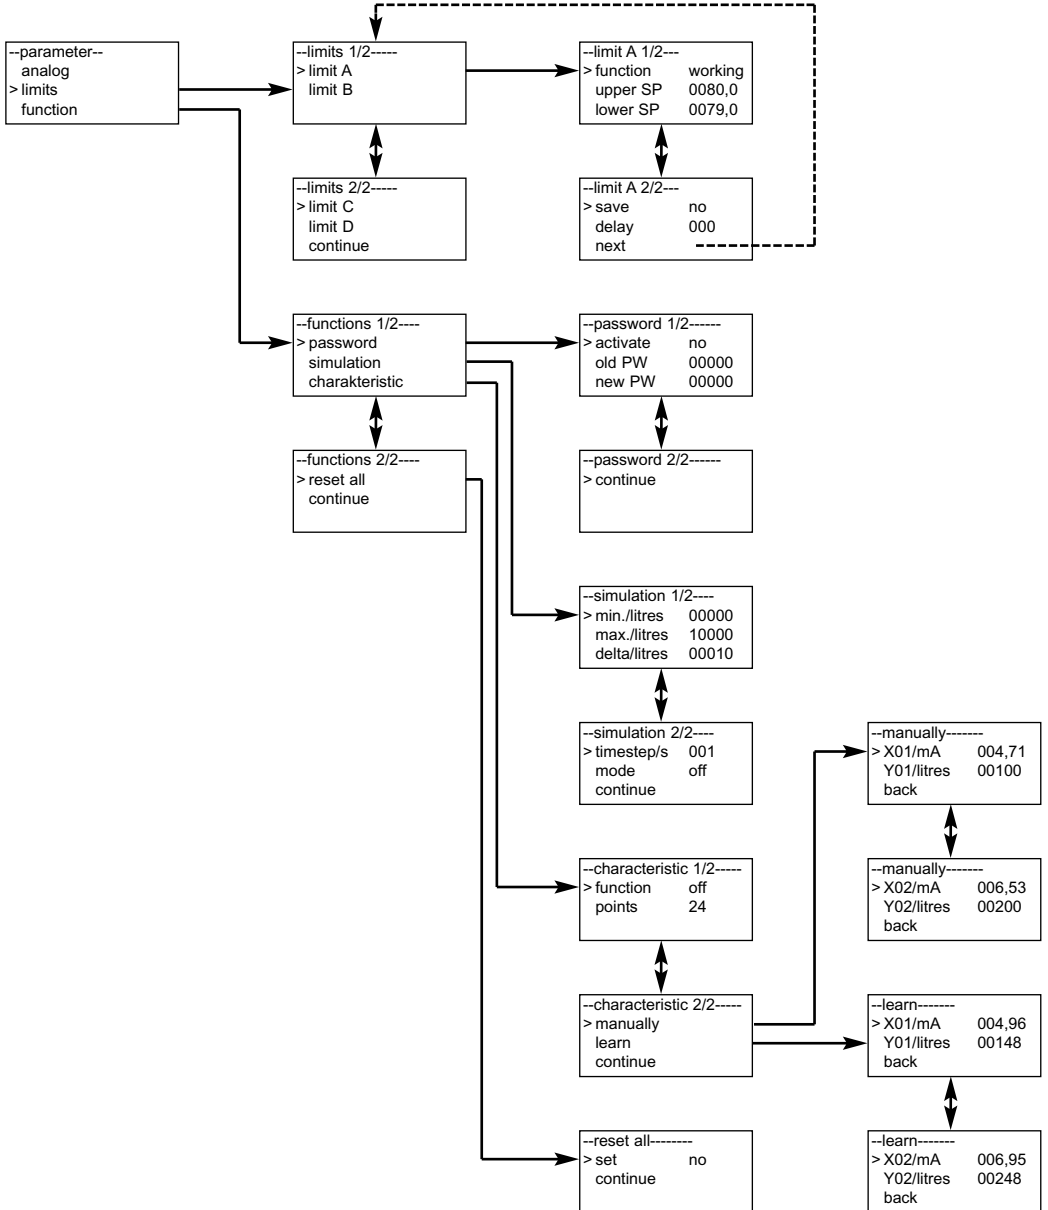 --parameter--
analog
> limits
function
--limits 1/2-----
> limit A
limit B
--limit A 1/2---
> function working
upper SP 0080,0
lower SP 0079,0
--limits 2/2-----
> limit C
limit D
continue
--limit A 2/2---
> save no
delay 000
next
--functions 1/2----
> password
simulation
charakteristic
--password 1/2------
> activate no
old PW 00000
new PW 00000
--functions 2/2----
> reset all
continue
--password 2/2------
> continue
--simulation 1/2----
> min./litres 00000
max./litres 10000
delta/litres 00010
--simulation 2/2----
> timestep/s 001
mode off
continue
--manually-------
> X01/mA 004,71
Y01/litres 00100
back
--characteristic 1/2-----
> function off
points 24
--manually-------
> X02/mA 006,53
Y02/litres 00200
back
--characteristic 2/2-----
> manually
learn
continue
--learn-------
> X01/mA 004,96
Y01/litres 00148
back
--reset all--------
> set no
continue
--learn-------
> X02/mA 006,95
Y02/litres 00248
back